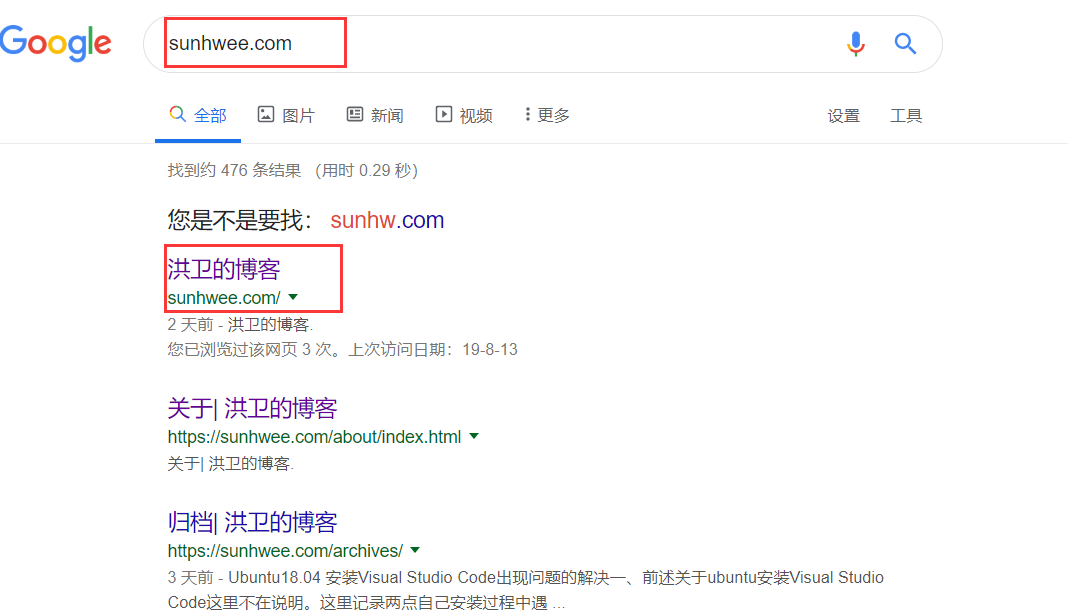 Google
sunhwee.com
全部 图片 新闻 视频 更多 设置 工具
找到约 476 条结果 （用时 0.29 秒）
您是不是要找： sunhw.com
洪卫的博客
sunhwee.com/
2 天前 - 洪卫的博客.
您已浏览过该网页 3 次。上次访问日期：19-8-13
关于| 洪卫的博客
https://sunhwee.com/about/index.html
关于| 洪卫的博客.
归档| 洪卫的博客
https://sunhwee.com/archives/
3 天前 - Ubuntu18.04 安装Visual Studio Code出现问题的解决一、前述关于ubuntu安装Visual Studio
Code这里不在说明。这里记录两点自己安装过程中遇 ...